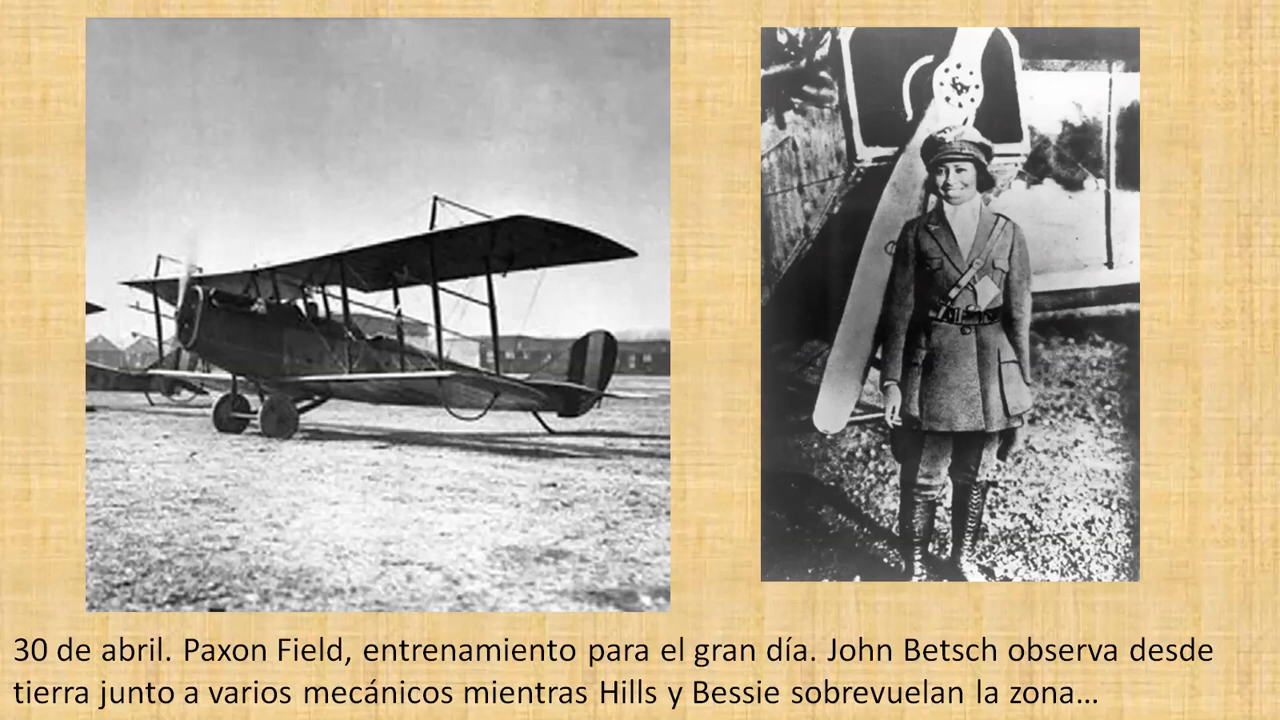 30 de abril. Paxon Field, entrenamiento para el gran día. John Betsch observa desde
tierra junto a varios mecánicos mientras Hills y Bessie sobrevuelan la zona...